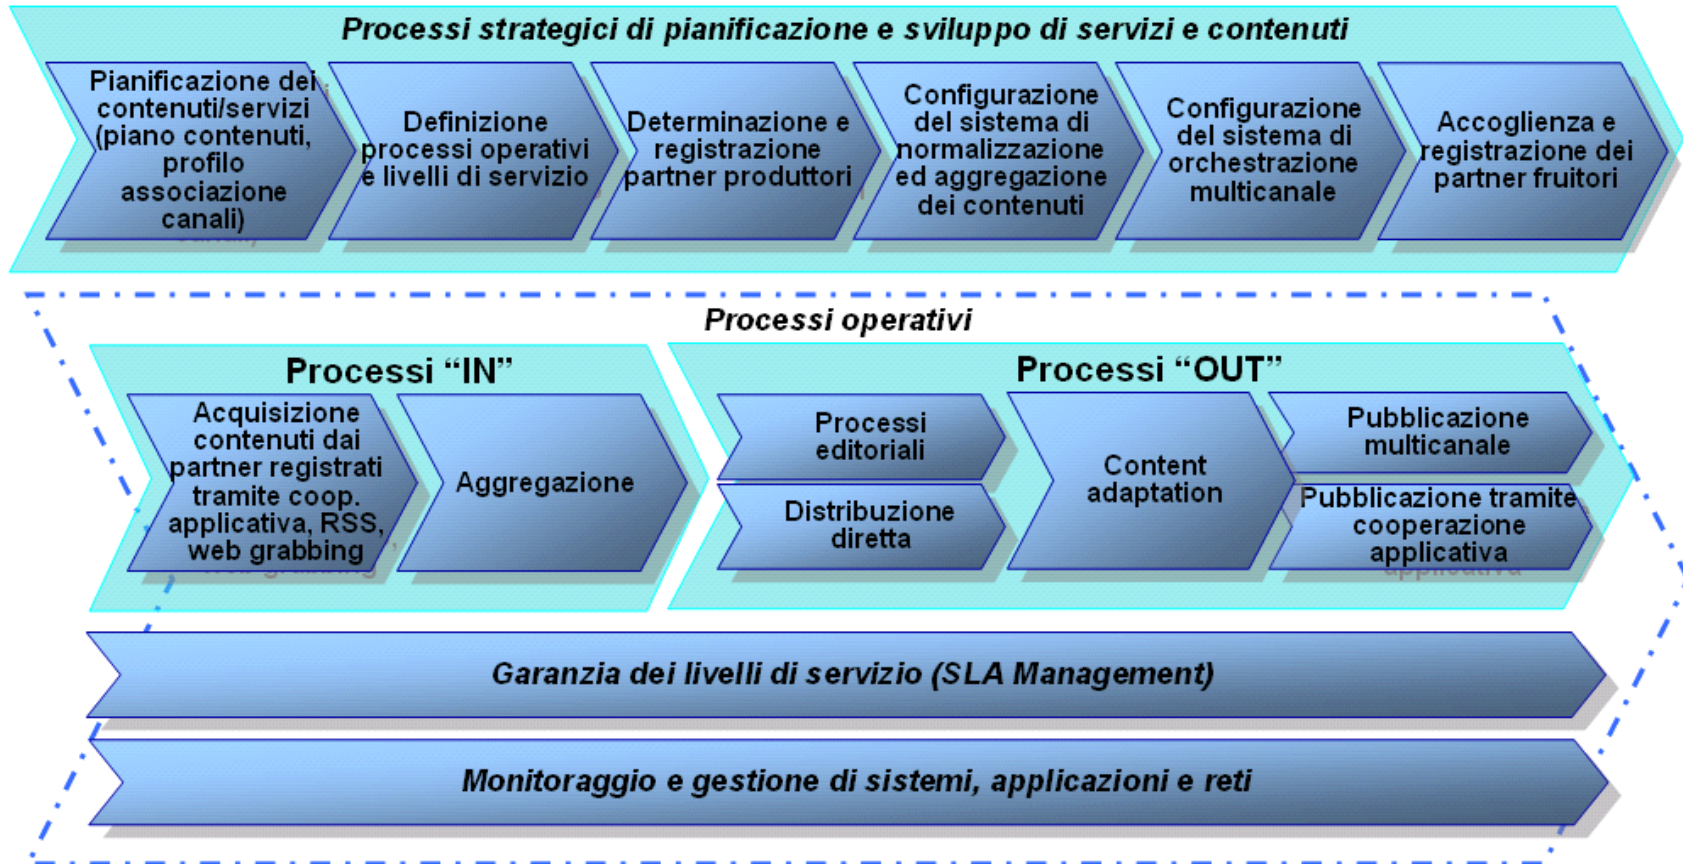 Processi strategici di pianificazione e sviluppo di servizi e contenuti
Pianificazione dei
contenuti/servizi
(piano contenuti,
profilo
associazione
canali)
Definizione
processi operativi
e livelli di servizio
Determinazione e
registrazione
partner produttori
Configurazione
del sistema di
normalizzazione
ed aggregazione
dei contenuti
Configurazione
del sistema di
orchestrazione
multicanale
Accoglienza e
registrazione dei
partner fruitori
Processi operativi
Processi “IN”
Acquisizione
contenuti dai
partner registrati
tramite coop.
applicativa, RSS,
web grabbing
Aggregazione
Processi “OUT”
Processi
editoriali
Distribuzione
diretta
Content
adaptation
Pubblicazione
multicanale
Pubblicazione tramite
cooperazione
applicativa
Garanzia dei livelli di servizio (SLA Management)
Monitoraggio e gestione di sistemi, applicazioni e reti